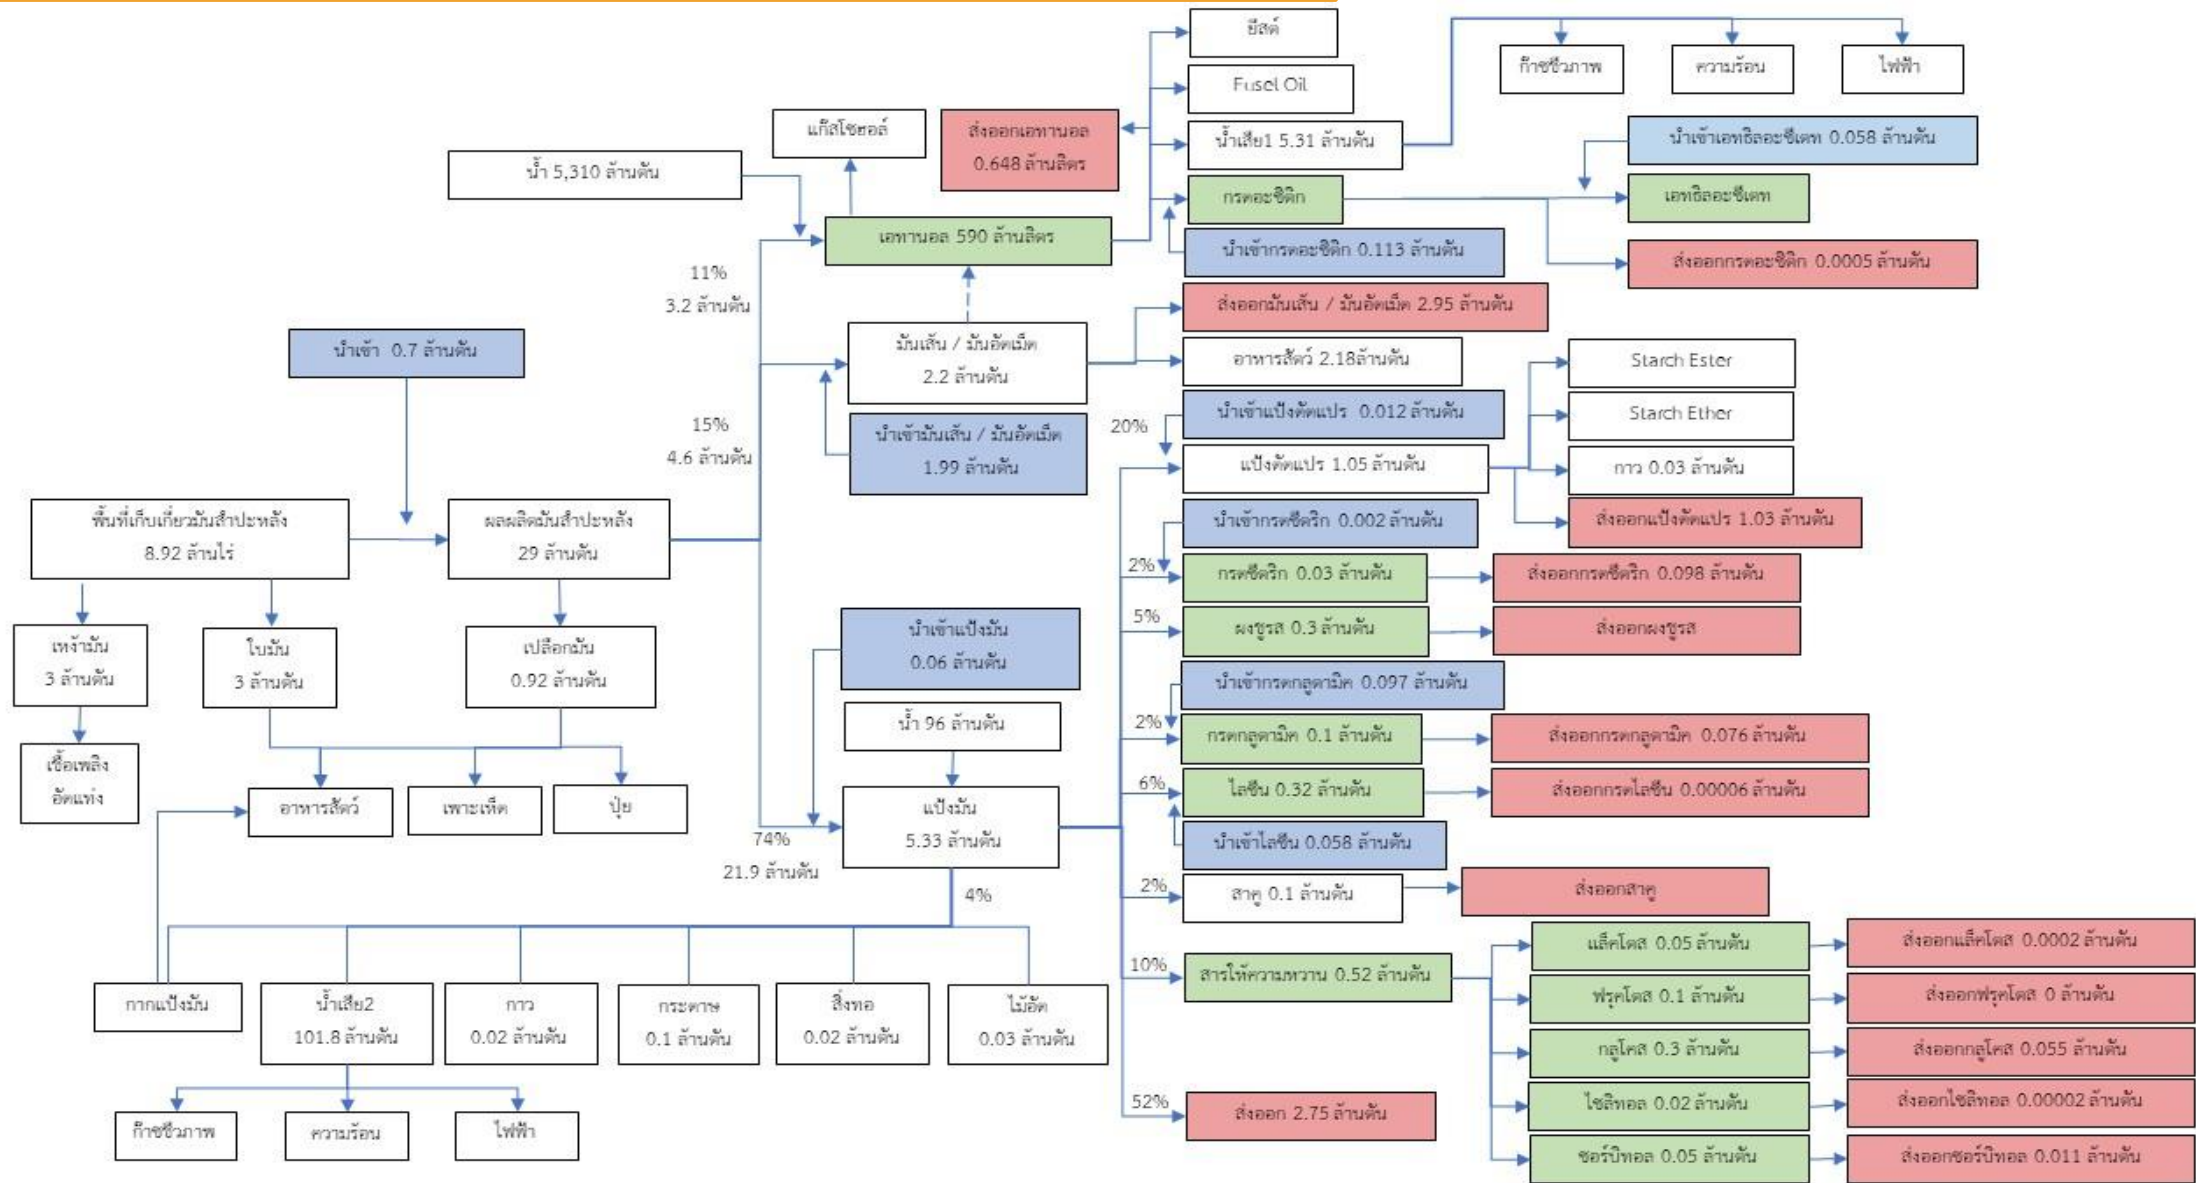 ยีสต์
Fusel Oil
ก๊าซชีวภาพ
ความร้อน
ไฟฟ้า
แก๊สโซฮอล์
ส่งออกเอทานอล
0.648 ล้านลิตร
น้ำเสีย1 5.31 ล้านตัน
นำเข้าเอทธิลอะซีเตท 0.058 ล้านตัน
น้ำ 5,310 ล้านตัน
กรดอะซิติก
เอทธิลอะซีเตท
เอทานอล 590 ล้านลิตร
นำเข้ากรดอะซิติก 0.113 ล้านตัน
ส่งออกกรดอะซิติก 0.0005 ล้านตัน
11%
3.2 ล้านตัน
ส่งออกมันเส้น / มันอัดเม็ด 2.95 ล้านตัน
นำเข้า 0.7 ล้านตัน
มันเส้น / มันอัดเม็ด
2.2 ล้านตัน
อาหารสัตว์ 2.18ล้านตัน
Starch Ester
15%
4.6 ล้านตัน
นำเข้ามันเส้น / มันอัดเม็ด
1.99 ล้านตัน
20%
นำเข้าแป้งดัดแปร 0.012 ล้านตัน
Starch Ether
แป้งดัดแปร 1.05 ล้านตัน
กาว 0.03 ล้านตัน
พื้นที่เก็บเกี่ยวมันสำปะหลัง
8.92 ล้านไร่
ผลผลิตมันสำปะหลัง
29 ล้านตัน
นำเข้ากรดซิตริก 0.002 ล้านตัน
ส่งออกแป้งดัดแปร 1.03 ล้านตัน
2%
กรดซิตริก 0.03 ล้านตัน
ส่งออกกรดซิตริก 0.098 ล้านตัน
5%
ผงชูรส 0.3 ล้านตัน
ส่งออกผงชูรส
เหง้ามัน
3 ล้านตัน
ใบมัน
3 ล้านตัน
เปลือกมัน
0.92 ล้านตัน
นำเข้าแป้งมัน
0.06 ล้านตัน
นำเข้ากรดกลูตามิค 0.097 ล้านตัน
น้ำ 96 ล้านตัน
2%
กรดกลูตามิค 0.1 ล้านตัน
ส่งออกกรดกลูตามิค 0.076 ล้านตัน
เชื้อเพลิง
อัดแท่ง
อาหารสัตว์
เพาะเห็ด
ปุ๋ย
แป้งมัน
5.33 ล้านตัน
6%
ไลซีน 0.32 ล้านตัน
ส่งออกกรดไลซีน 0.00006 ล้านตัน
74%
21.9 ล้านตัน
นำเข้าไลซีน 0.058 ล้านตัน
4%
2%
สาคู 0.1 ล้านตัน
ส่งออกสาคู
10%
สารให้ความหวาน 0.52 ล้านตัน
แล็คโตส 0.05 ล้านตัน
ส่งออกแล็คโตส 0.0002 ล้านตัน
กากแป้งมัน
น้ำเสีย2
101.8 ล้านตัน
กาว
0.02 ล้านตัน
กระดาษ
0.1 ล้านตัน
สิ่งทอ
0.02 ล้านตัน
ไม้อัด
0.03 ล้านตัน
ฟรุคโตส 0.1 ล้านตัน
ส่งออกฟรุคโตส 0 ล้านตัน
กลูโคส 0.3 ล้านตัน
ส่งออกกลูโคส 0.055 ล้านตัน
52%
ส่งออก 2.75 ล้านตัน
ไซลิทอล 0.02 ล้านตัน
ส่งออกไซลิทอล 0.00002 ล้านตัน
ก๊าซชีวภาพ
ความร้อน
ไฟฟ้า
ซอร์บิทอล 0.05 ล้านตัน
ส่งออกซอร์บิทอล 0.011 ล้านตัน